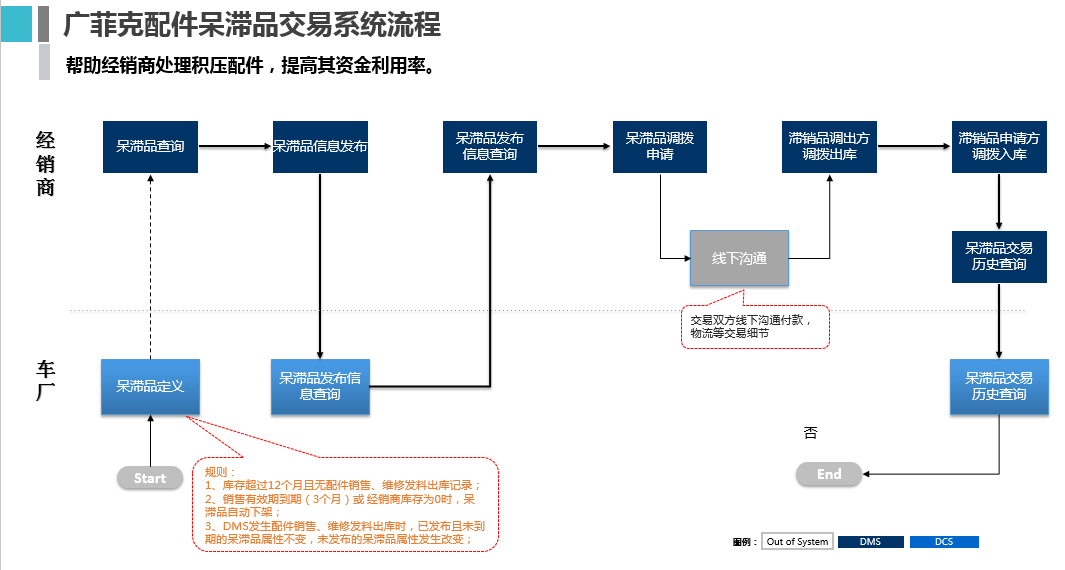 广菲克配件呆滞品交易系统流程
帮助经销商处理积压配件，提高其资金利用率。
经
销
商
呆滞品查询
呆滞品信息发布
呆滞品发布
信息查询
呆滞品调拨
申请
滞销品调出方
调拨出库
滞销品申请方
调拨入库
线下沟通
呆滞品交易
历史查询
交易双方线下沟通付款，
物流等交易细节
车
厂
呆滞品定义
呆滞品发布信
息查询
呆滞品交易
历史查询
否
Start
End
规则：
1、库存超过12个月且无配件销售、维修发料出库记录；
2、销售有效期到期（3个月）或 经销商库存为0时，呆
滞品自动下架；
3、DMS发生配件销售、维修发料出库时，已发布且未到
期的呆滞品属性不变，未发布的呆滞品属性发生改变；
图例：
Out of System
DMS
DCS